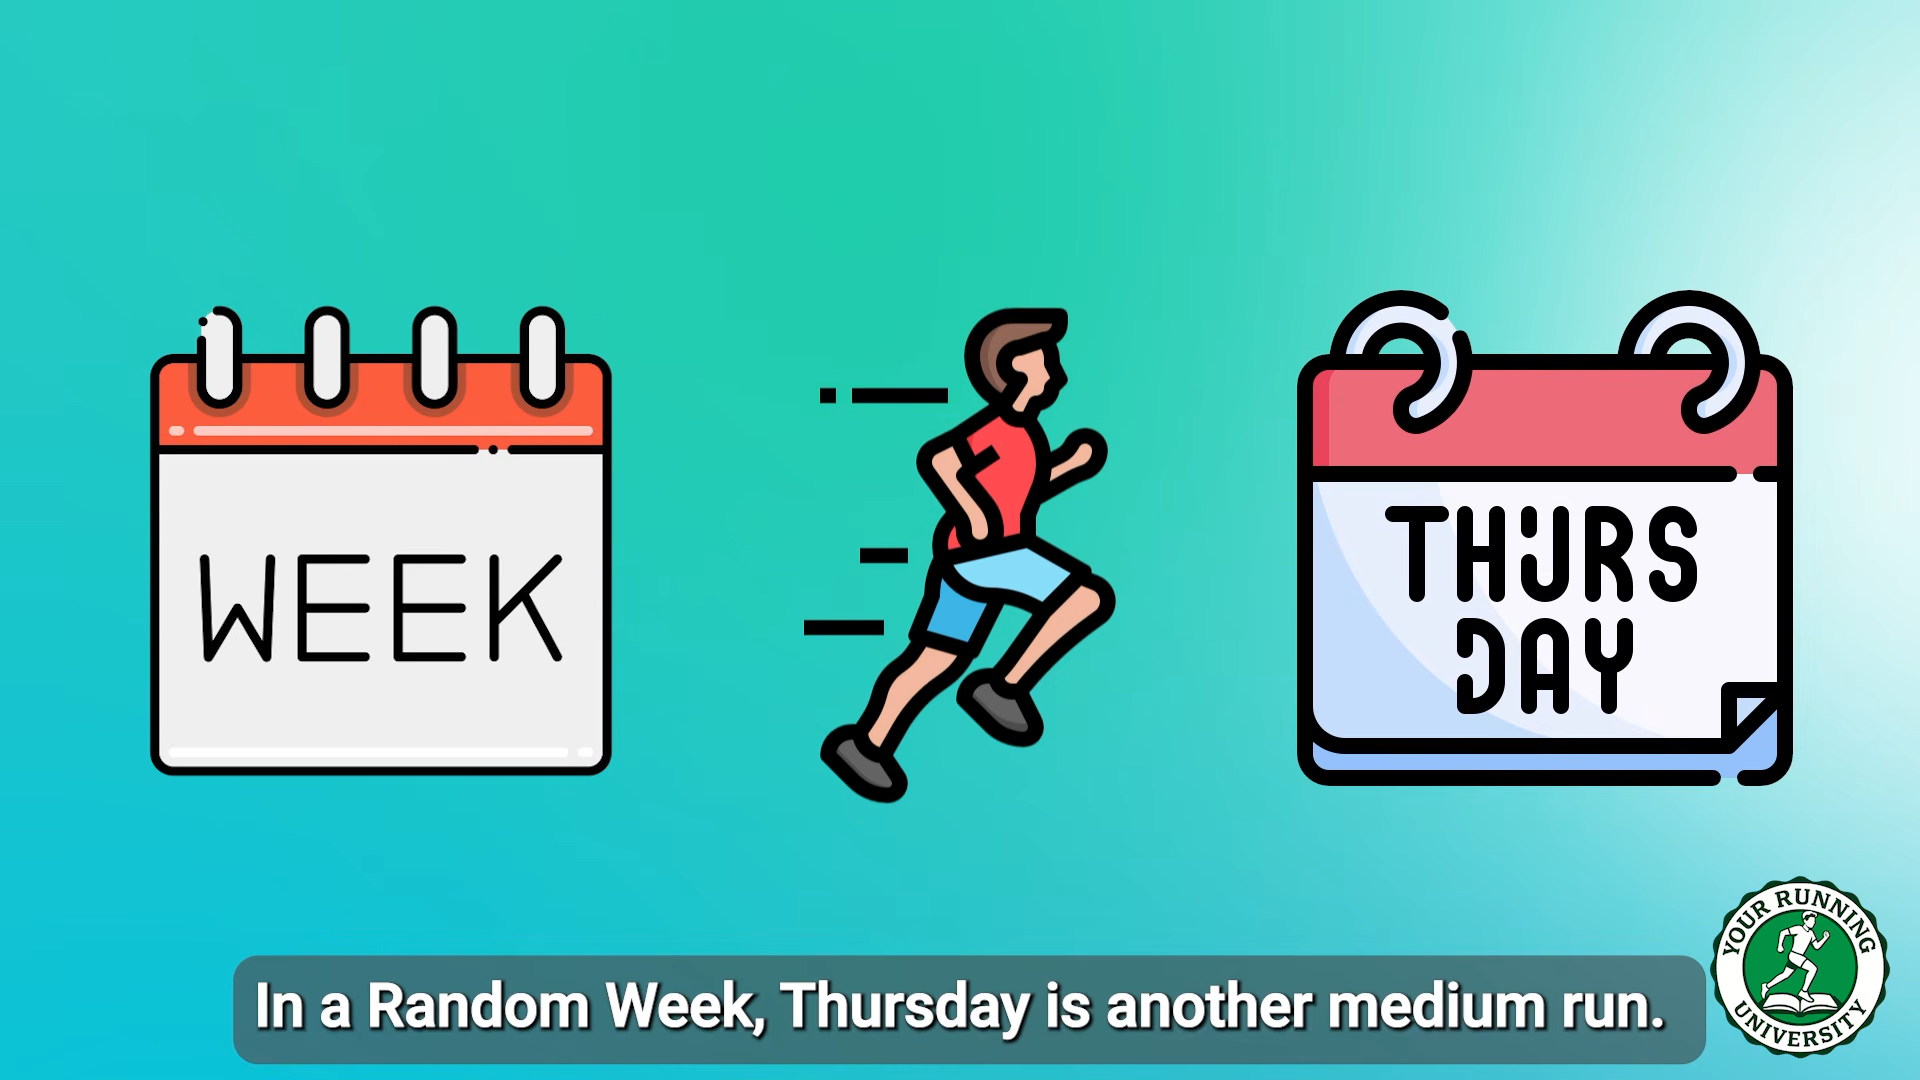 WEEK
THURS
DAY
In a Random Week, Thursday is another medium run.
YOUR RUNNING
UNIVERSITY